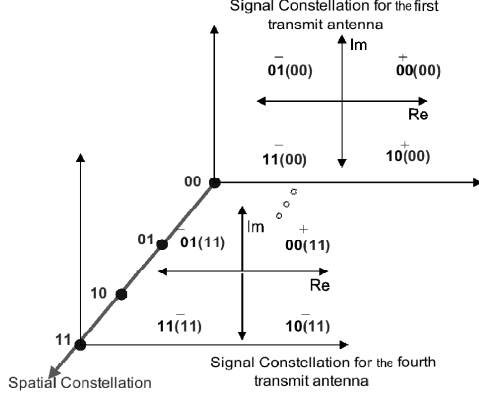 Signal Constellation for the first
transmit antenna
Im
01(00)
00(00)
Re
11(00)
10(00)
00
01
01(11)
Im
00(11)
10
Re
11(11)
10(11)
11
Signal Constcllation for the fourth
transmit antenna
Spatial Constellation